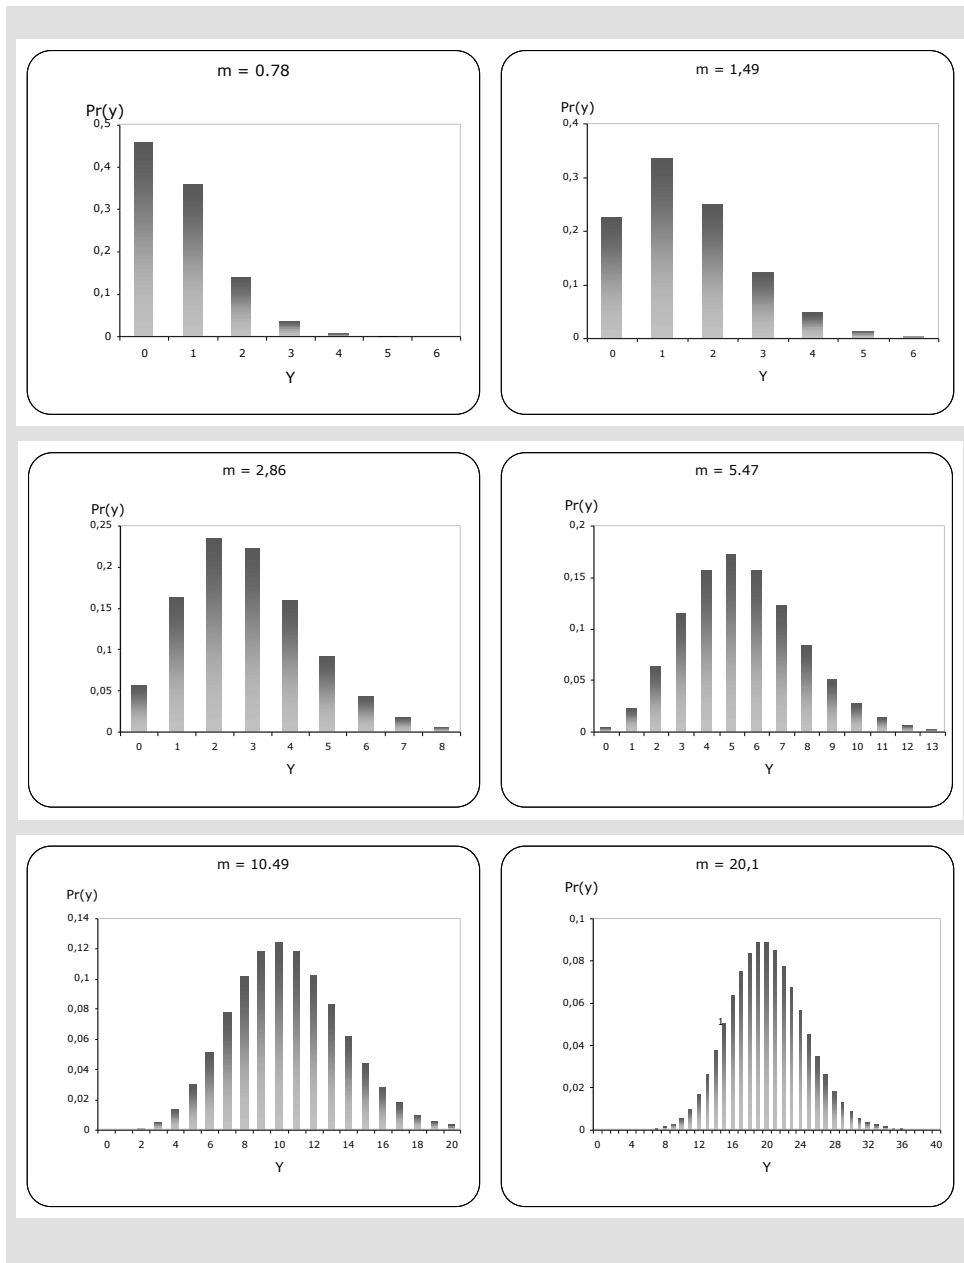 m = 0.78
Pr(y)
0,5
0,4
0,3
0,2
0,1
0
0 1 2 3 4 5 6
Y
m = 1,49
Pr(y)
0,4
0,3
0,2
0,1
0
0 1 2 3 4 5 6
Y
m = 2,86
Pr(y)
0,25
0,2
0,15
0,1
0,05
0
0 1 2 3 4 5 6 7 8
Y
m = 5.47
Pr(y)
0,2
0,15
0,1
0,05
0
0 1 2 3 4 5 6 7 8 9 10 11 12 13
Y
m = 10.49
Pr(y)
0,14
0,12
0,1
0,08
0,06
0,04
0,02
0
0 2 4 6 8 10 12 14 16 18 20
Y
m = 20,1
Pr(y)
0,1
0,08
0,06
1
0,04
0,02
0
0 4 8 12 16 20 24 28 32 36 40
Y